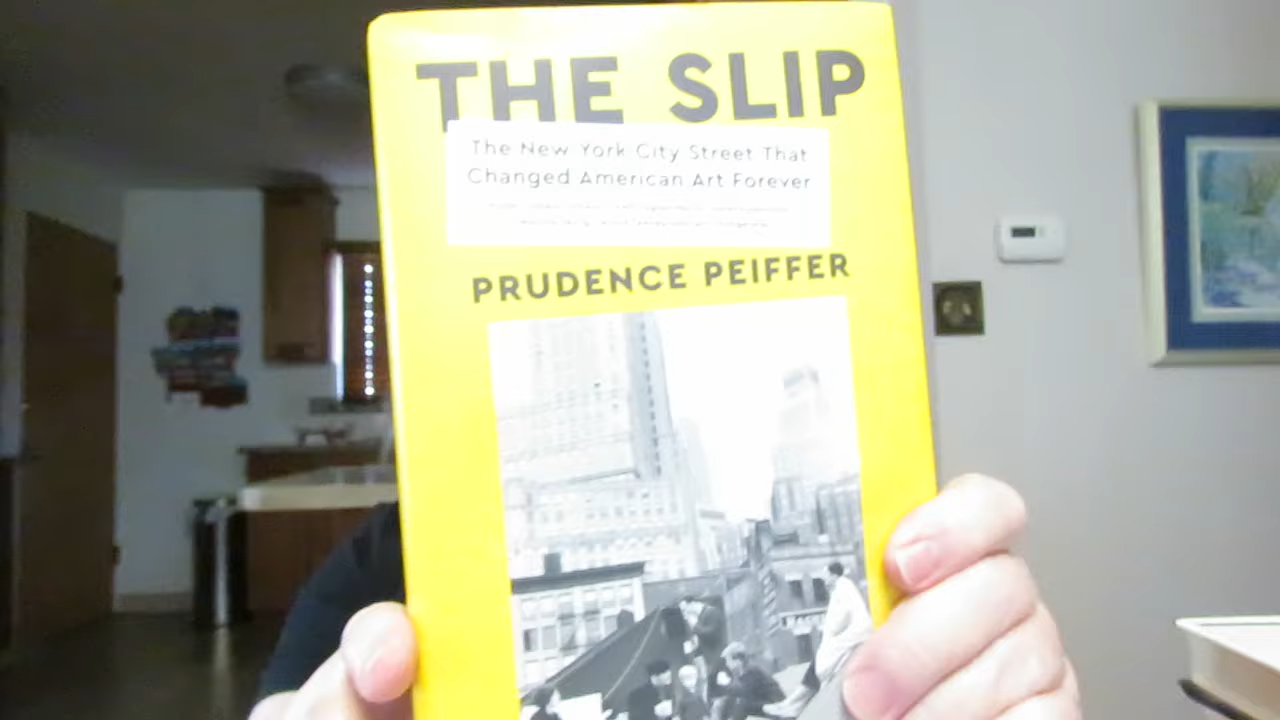 THE SLIP
The New York City Street That
Changed American Art Forever
PRUDENCE PEIFFER